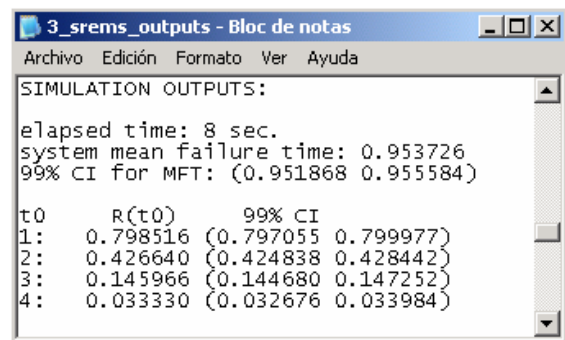 3_srems_outputs - Bloc de notas
Archivo Edición Formato Ver Ayuda
SIMULATION OUTPUTS:
elapsed time: 8 sec.
system mean failure time: 0.953726
99% CI for MFT: (0.951868 0.955584)
t0 R(t0) 99% CI
1: 0.798516 (0.797055 0.799977)
2: 0.426640 (0.424838 0.428442)
3: 0.145966 (0.144680 0.147252)
4: 0.033330 (0.032676 0.033984)